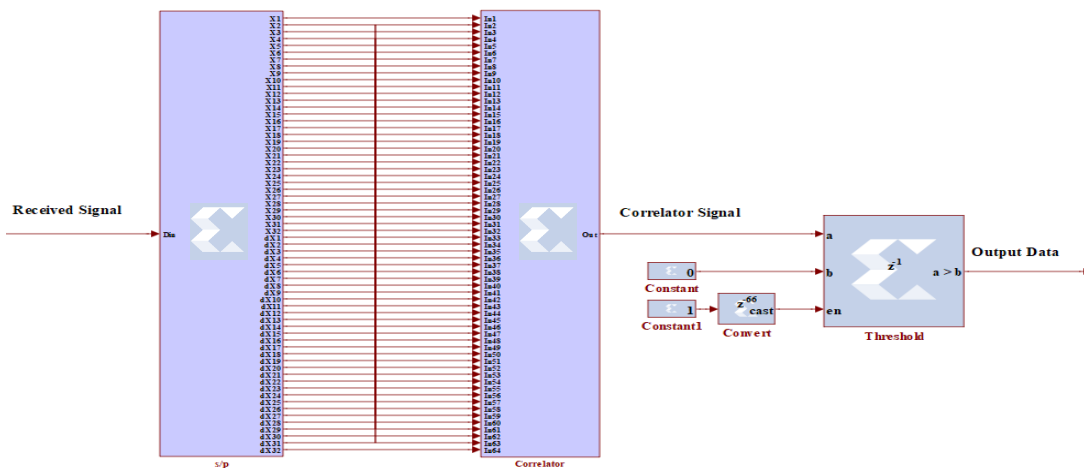 Received Signal
Din
X1
X2
X3
X4
X5
X6
X7
X8
X9
X10
X11
X12
X13
X14
X15
X16
X17
X18
X19
X20
X21
X22
X23
X24
X25
X26
X27
X28
X29
X30
X31
X32
dX1
dX2
dX3
dX4
dX5
dX6
dX7
dX8
dX9
dX10
dX11
dX12
dX13
dX14
dX15
dX16
dX17
dX18
dX19
dX20
dX21
dX22
dX23
dX24
dX25
dX26
dX27
dX28
dX29
dX30
dX31
dX32
s/p
In1
In2
In3
In4
In5
In6
In7
In8
In9
In10
In11
In12
In13
In14
In15
In16
In17
In18
In19
In20
In21
In22
In23
In24
In25
In26
In27
In28
In29
In30
In31
In32
In33
In34
In35
In36
In37
In38
In39
In40
In41
In42
In43
In44
In45
In46
In47
In48
In49
In50
In51
In52
In53
In54
In55
In56
In57
In58
In59
In60
In61
In62
In63
In64
Out
Correlator
Correlator Signal
0
Constant
1
Constant1
z-66
cast
Convert
a
b
en
z-1
a > b
Threshold
Output Data